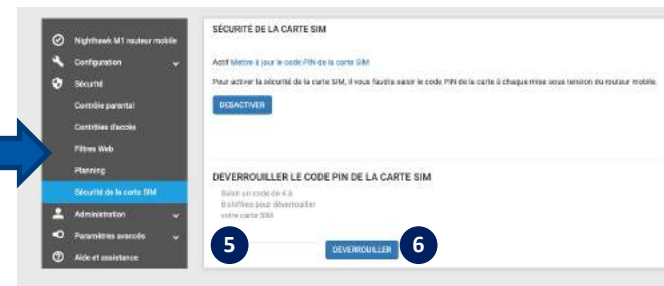 Nighthawk M1 routeur mobile
Configuration
Sécurité
Contrôle parental
Contrôles d'accès
Filtres Web
Planning
Sécurité de la carte SIM
Administration
Paramètres avancés
Aide et assistance
SÉCURITÉ DE LA CARTE SIM
Actif Mettre à jour le code PIN de la carte SIM
Pour activer la sécurité de la carte SIM, il vous faudra saisir le code PIN de la carte à chaque mise sous tension du routeur mobile.
DESACTIVER
DEVERROUILLER LE CODE PIN DE LA CARTE SIM
Saisir un code de 4 à
8 chiffres pour déverrouiller
votre carte SIM
5
DEVERROUILLER
6